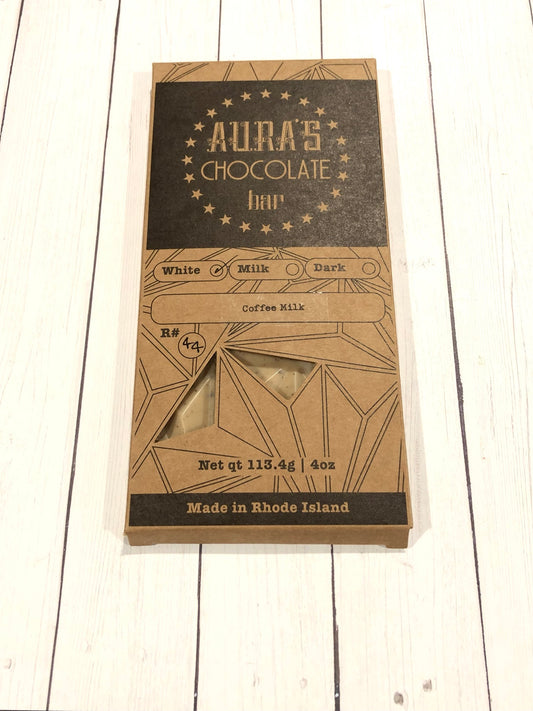 AURA'S
CHOCOLATE
bar
White Milk Dark
Coffee Milk
R#
44
Net qt 113.4g | 4oz
Made in Rhode Island